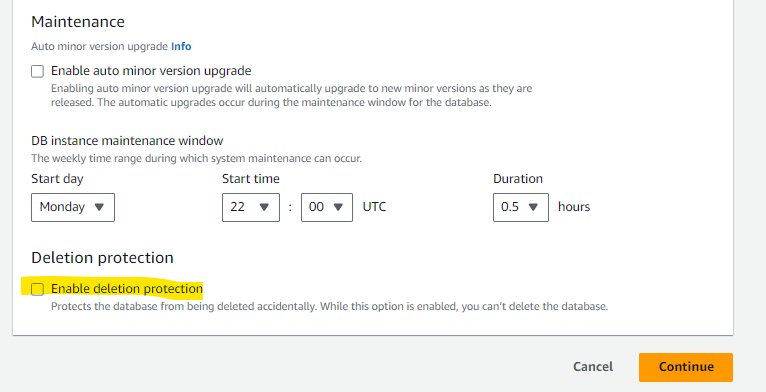 Maintenance
Auto minor version upgrade Info
Enable auto minor version upgrade
Enabling auto minor version upgrade will automatically upgrade to new minor versions as they are
released. The automatic upgrades occur during the maintenance window for the database.
DB instance maintenance window
The weekly time range during which system maintenance can occur.
Start day Start time Duration
Monday 22 : 00 UTC 0.5 hours
Deletion protection
Enable deletion protection
Protects the database from being deleted accidentally. While this option is enabled, you can’t delete the database.
Cancel Continue